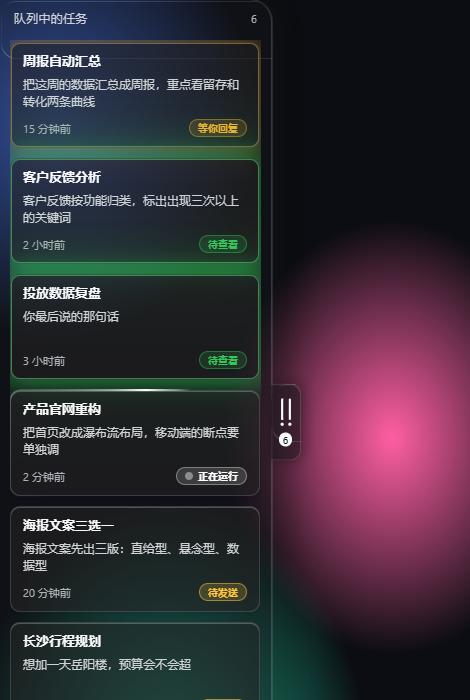 队列中的任务 6
周报自动汇总
把这周的数据汇总成周报，重点看留存和
转化两条曲线
15 分钟前 等你回复
客户反馈分析
客户反馈按功能归类，标出出现三次以上
的关键词
2 小时前 待查看
投放数据复盘
你最后说的那句话
3 小时前 待查看
产品官网重构
把首页改成瀑布流布局，移动端的断点要
单独调
2 分钟前 正在运行
6
海报文案三选一
海报文案先出三版：直给型、悬念型、数
据型
20 分钟前 待发送
长沙行程规划
想加一天岳阳楼，预算会不会超